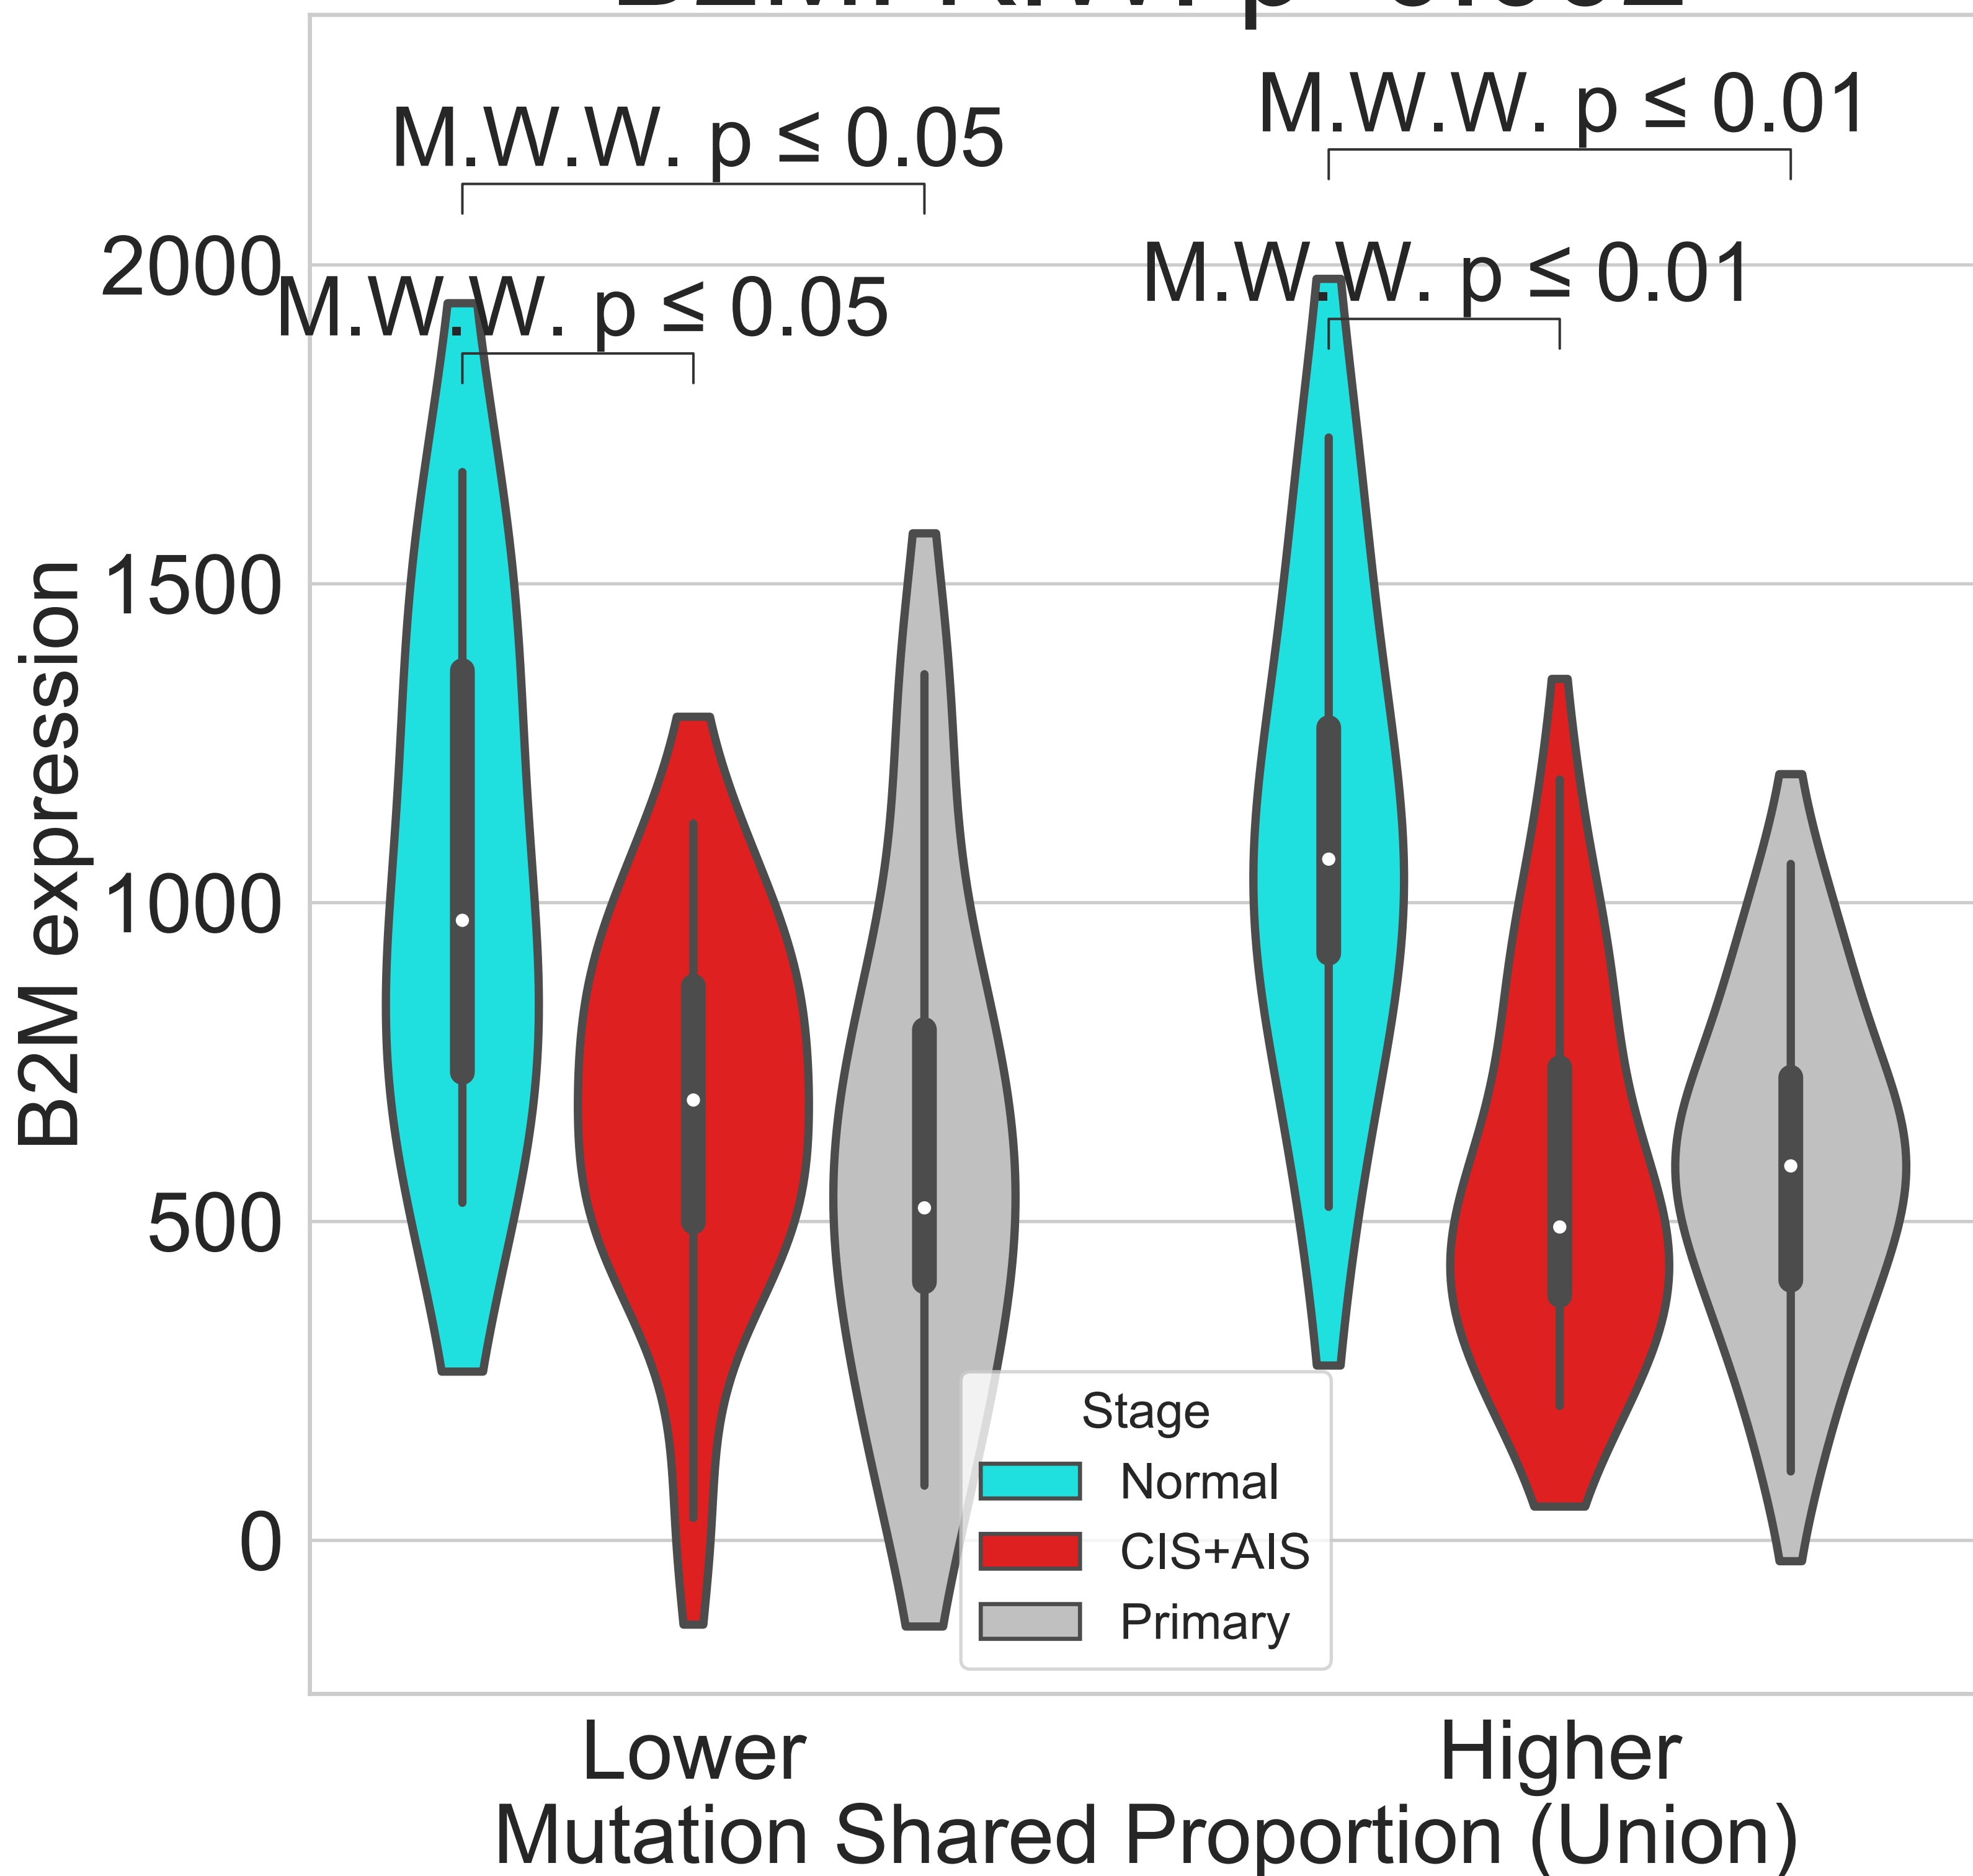 M.W.W. p ≤ 0.01
M.W.W. p ≤ 0.05
2000
M.W.W. p ≤ 0.01
M.W.W. p ≤ 0.05
1500
1000
500
0
B2M expression
Stage
Normal
CIS+AIS
Primary
Lower
Higher
Mutation Shared Proportion (Union)